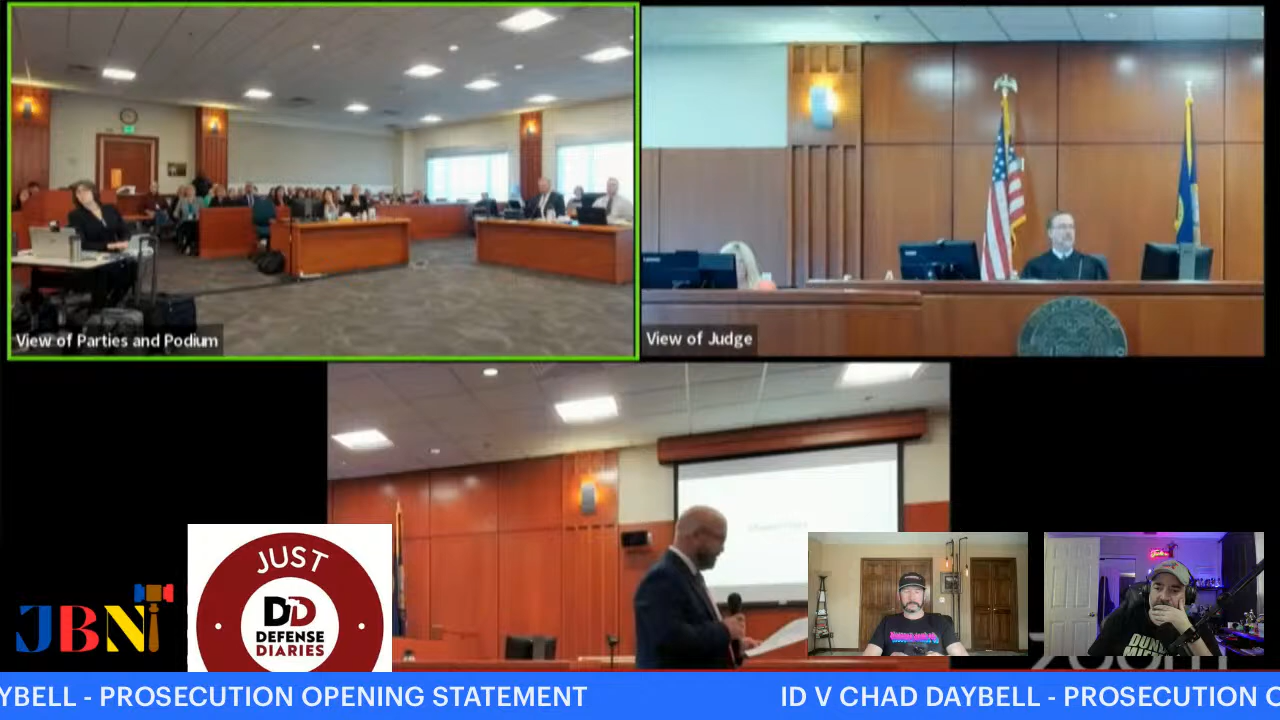 View of Parties and Podium
View of Judge
JBN
JUST
DD
DEFENSE
DIARIES
zoom
YBELL - PROSECUTION OPENING STATEMENT
ID V CHAD DAYBELL - PROSECUTION O